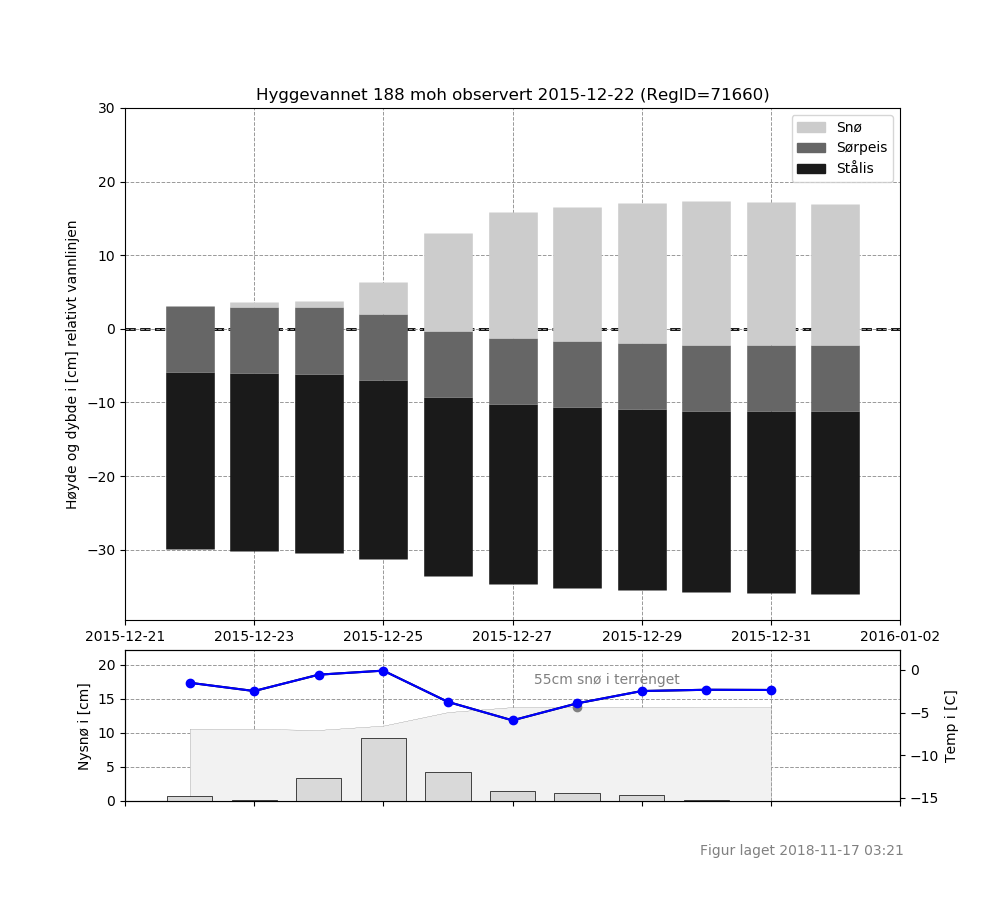 Hyggevannet 188 moh observert 2015-12-22 (RegID=71660)
Høyde og dybde i [cm] relativt vannlinjen
30
20
10
0
−10
−20
−30
Snø
Sørpeis
Stålis
2015-12-21 2015-12-23 2015-12-25 2015-12-27 2015-12-29 2015-12-31 2016-01-02
Nysnø i [cm]
20
15
10
5
0
55cm snø i terrenget
0
−5
−10
−15
Temp i [C]
Figur laget 2018-11-17 03:21